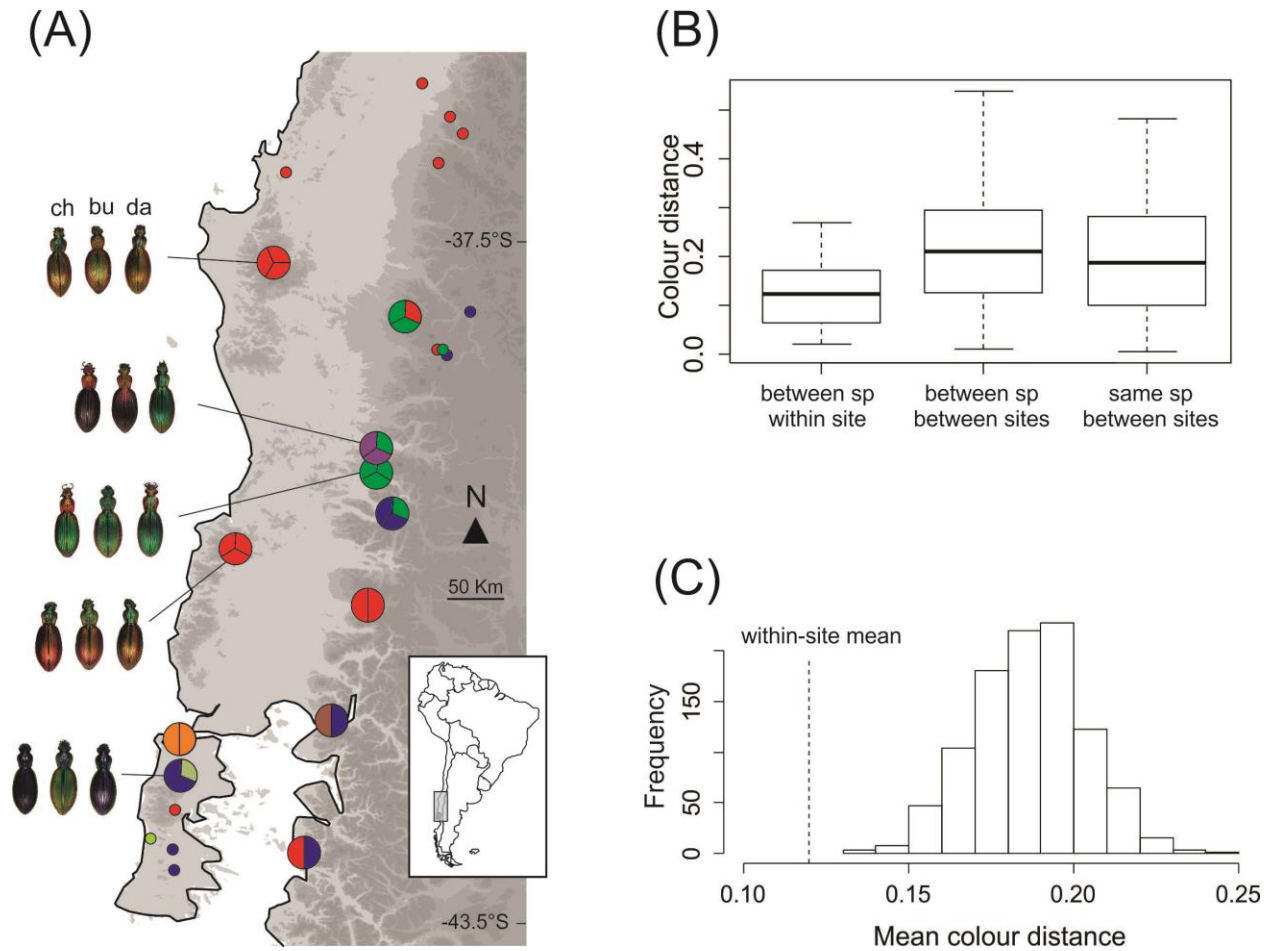 (A)
ch bu da
-37.5°S
N
50 Km
-43.5°S
(B)
Colour distance
0.0 0.2 0.4
between sp within site
between sp between sites
same sp between sites
(C)
within-site mean
Frequency
0 50 150
0.10 0.15 0.20 0.25
Mean colour distance